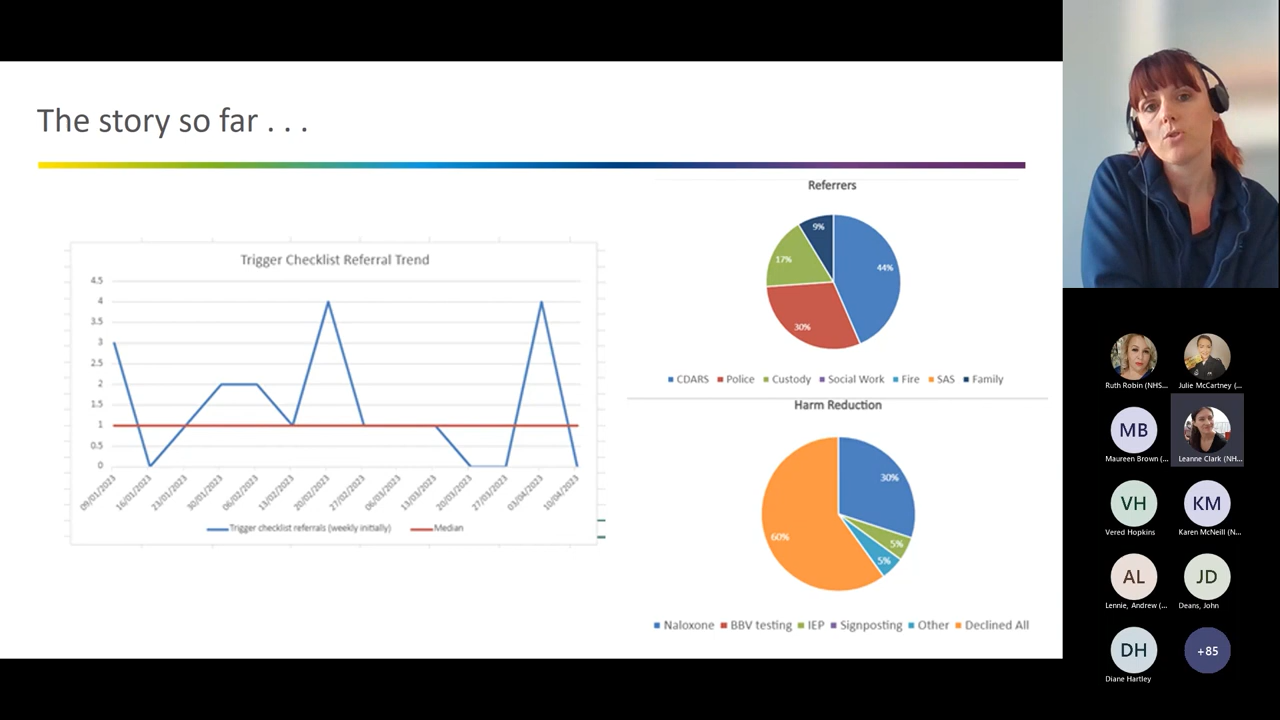 The story so far . . .
Trigger Checklist Referral Trend
4.5
4
3.5
3
2.5
2
1.5
1
0.5
0
09/01/2023
16/01/2023
23/01/2023
30/01/2023
06/02/2023
13/02/2023
20/02/2023
27/02/2023
06/03/2023
13/03/2023
20/03/2023
27/03/2023
03/04/2023
10/04/2023
Trigger checklist referrals (weekly initially) Median
Referrers
9%
17%
44%
30%
CDARS Police Custody Social Work Fire SAS Family
Harm Reduction
30%
60%
5%
5%
Naloxone BBV testing IEP Signposting Other Declined All
Ruth Robin (NHS... Julie McCartney (...
MB
Maureen Brown (... Leanne Clark (NH...
VH KM
Vered Hopkins Karen McNeill (N...
AL JD
Lennie, Andrew (... Deans, John
DH +85
Diane Hartley